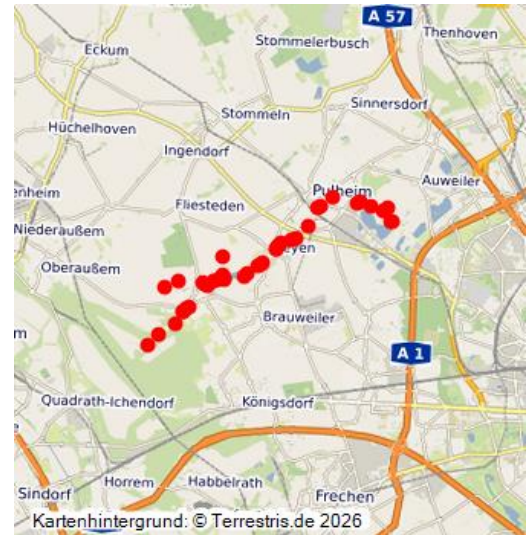 A 57
Thenhoven
Stommelerbusch
Eckum
Sinnersdorf
Stommeln
Hüchelhoven
Ingendorf
Auweiler
Pulheim
enheim
Fliesteden
Niederaußem
eyen
Oberaußem
Brauweiler
m
A 1
Quadrath-Ichendorf
Königsdorf
Horrem
Habbelrath
Sindorf
Frechen
Kartenhintergrund: © Terrestris.de 2026